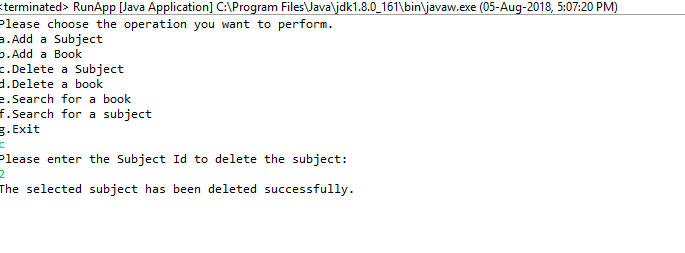 <terminated> RunApp [Java Application] C:\Program Files\Java\jdk1.8.0_161\bin\javaw.exe (05-Aug-2018, 5:07:20 PM)
Please choose the operation you want to perform.
a.Add a Subject
b.Add a Book
c.Delete a Subject
d.Delete a book
e.Search for a book
f.Search for a subject
g.Exit
c
Please enter the Subject Id to delete the subject:
2
The selected subject has been deleted successfully.